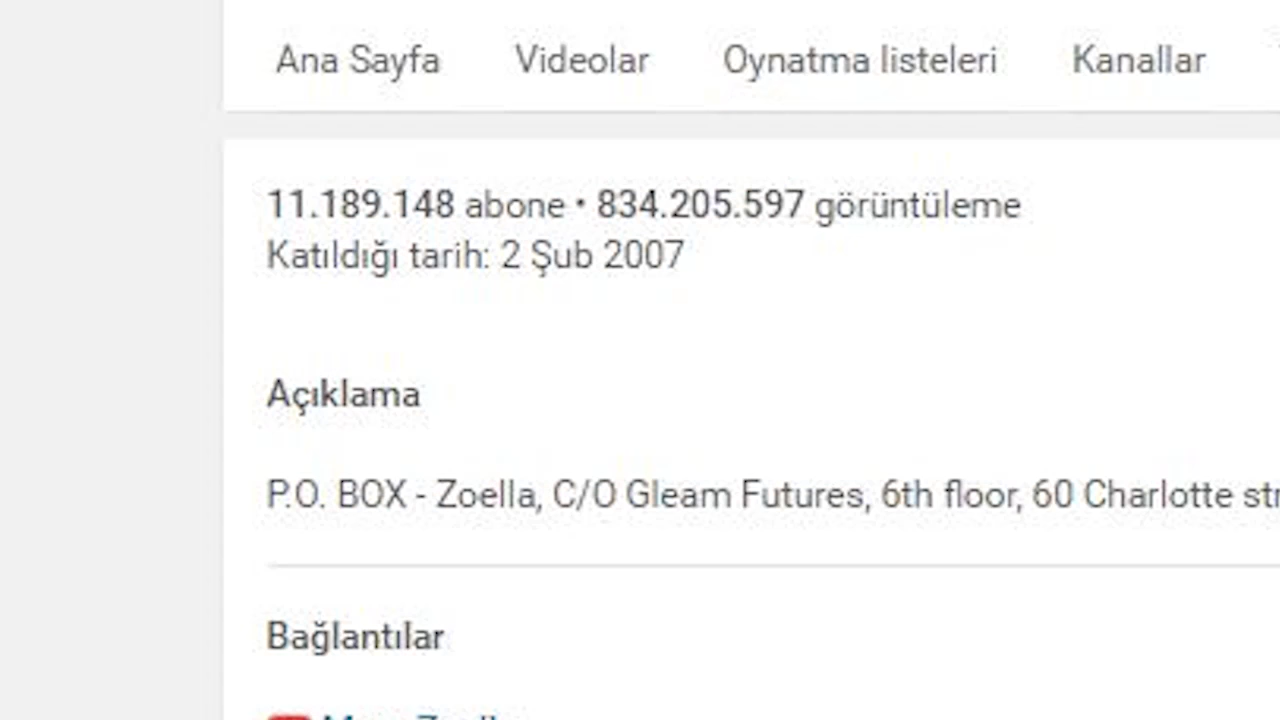 Ana Sayfa Videolar Oynatma listeleri Kanallar
11.189.148 abone • 834.205.597 görüntüleme
Katıldığı tarih: 2 Şub 2007
Açıklama
P.O. BOX - Zoella, C/O Gleam Futures, 6th floor, 60 Charlotte
Bağlantılar